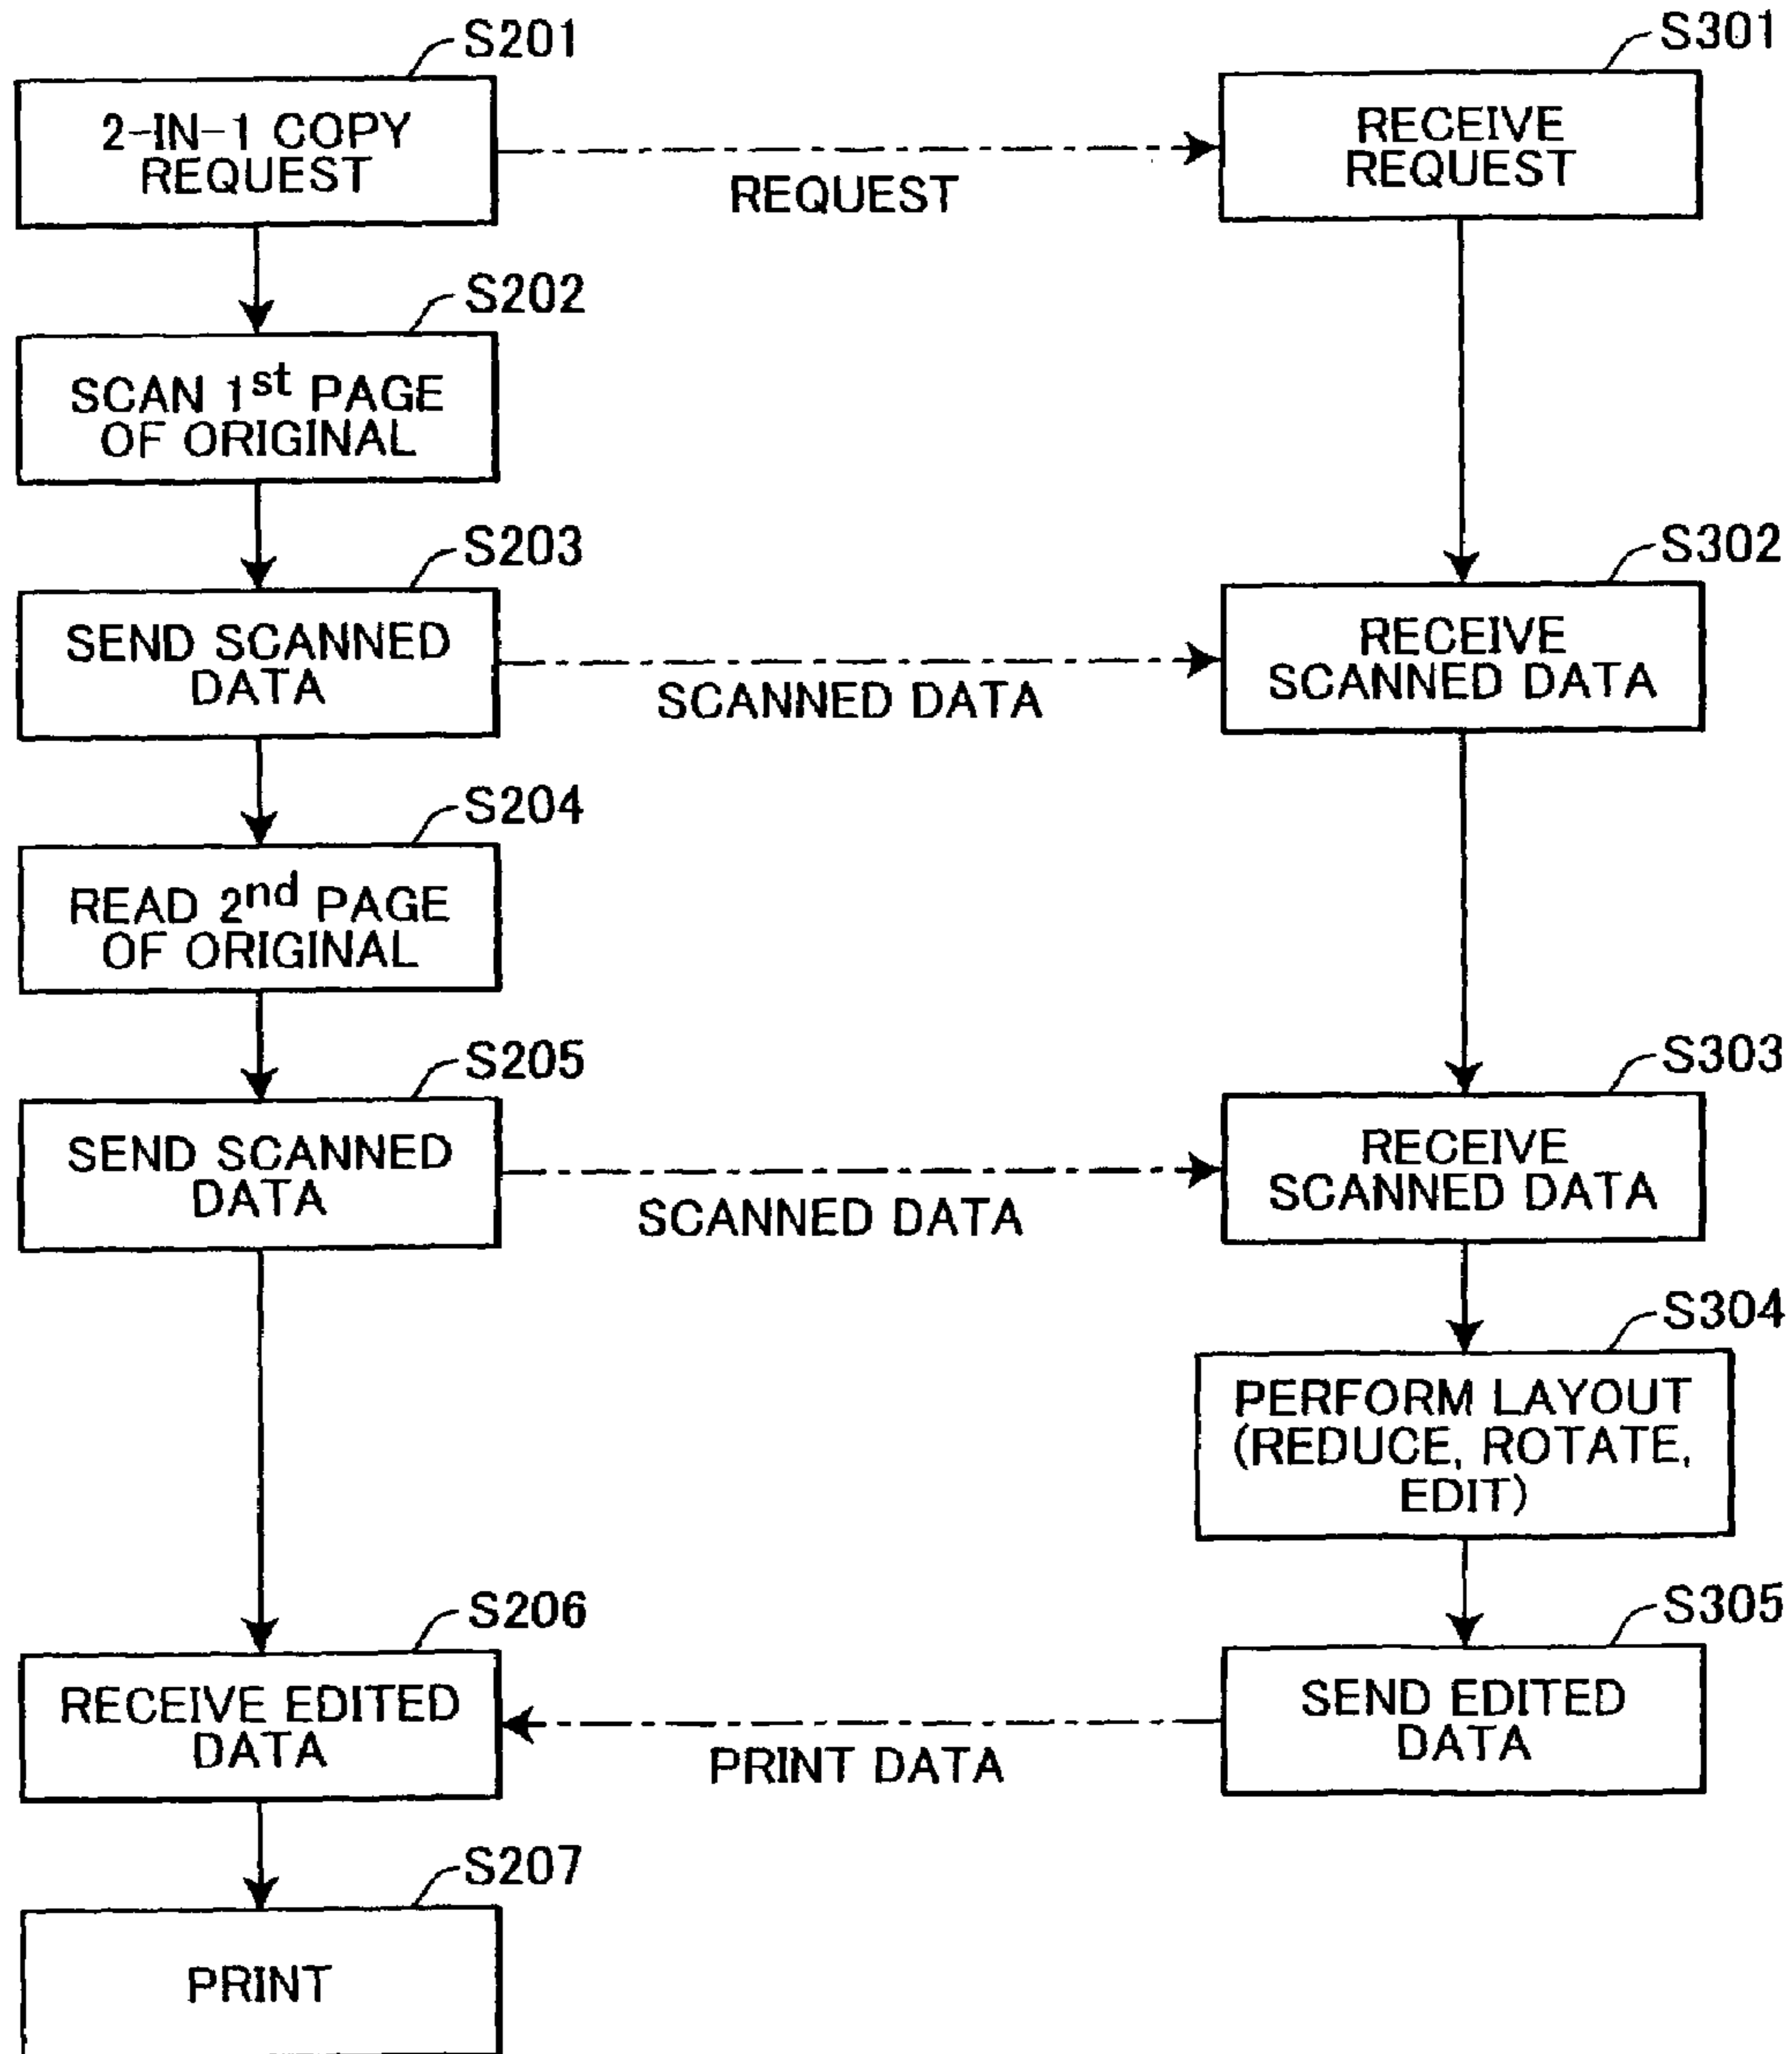 S201
2-IN-1 COPY
REQUEST
REQUEST
S301
RECEIVE
REQUEST
S202
SCAN 1st PAGE
OF ORIGINAL
S203
SEND SCANNED
DATA
SCANNED DATA
S302
RECEIVE
SCANNED DATA
S204
READ 2nd PAGE
OF ORIGINAL
S205
SEND SCANNED
DATA
SCANNED DATA
S303
RECEIVE
SCANNED DATA
S304
PERFORM LAYOUT
(REDUCE, ROTATE,
EDIT)
S305
SEND EDITED
DATA
PRINT DATA
S206
RECEIVE EDITED
DATA
S207
PRINT